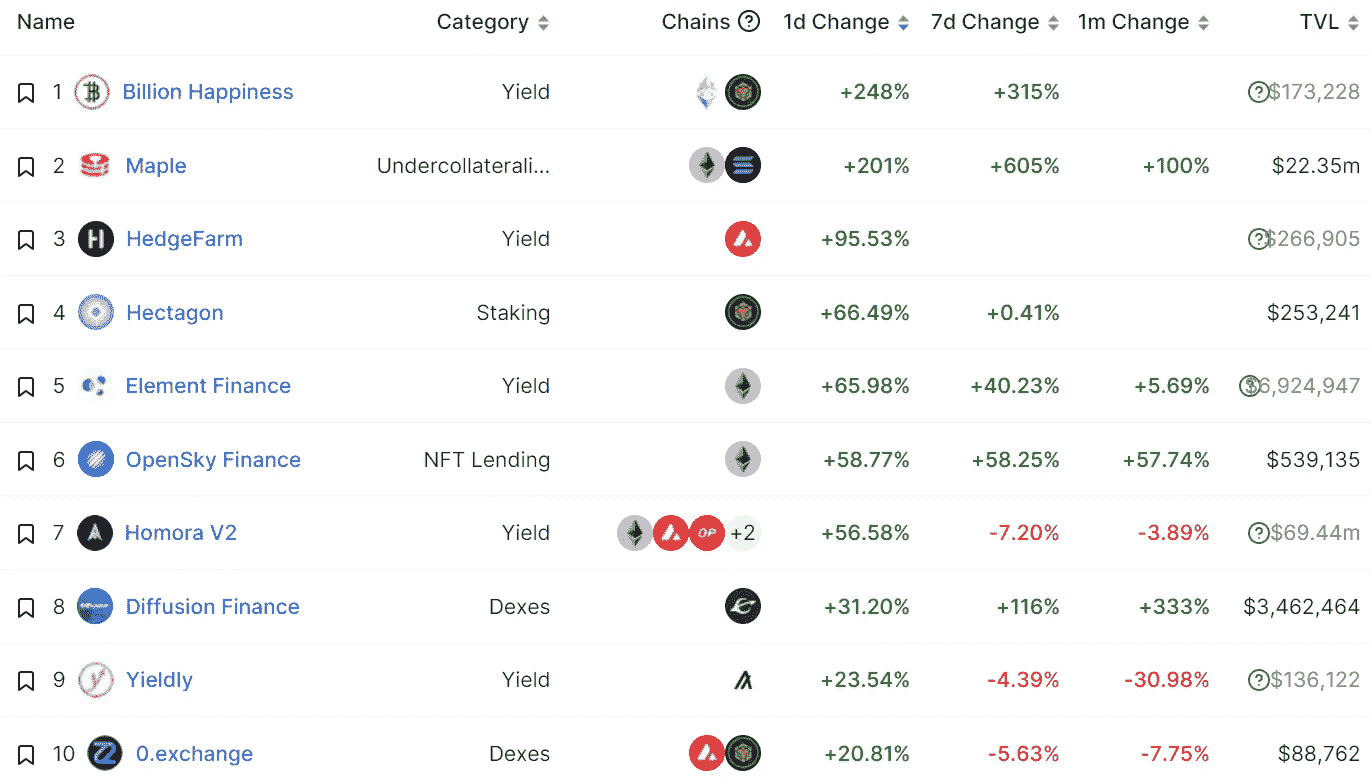 Name Category Chains ? 1d Change 7d Change 1m Change TVL
1 Billion Happiness Yield +248% +315% ? $173,228
2 Maple Undercollaterali... +201% +605% +100% $22.35m
3 HedgeFarm Yield +95.53% ? $266,905
4 Hectagon Staking +66.49% +0.41% $253,241
5 Element Finance Yield +65.98% +40.23% +5.69% ? $6,924,947
6 OpenSky Finance NFT Lending +58.77% +58.25% +57.74% $539,135
7 Homora V2 Yield OP +2 +56.58% -7.20% -3.89% ? $69.44m
8 Diffusion Finance Dexes +31.20% +116% +333% $3,462,464
9 Yieldly Yield +23.54% -4.39% -30.98% ? $136,122
10 0.exchange Dexes +20.81% -5.63% -7.75% $88,762